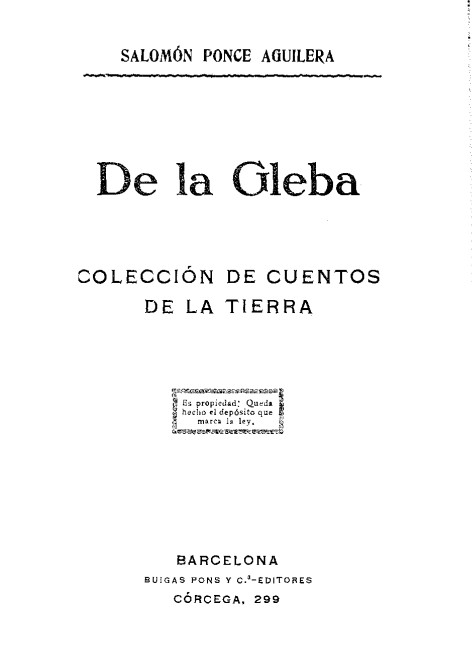 SALOMÓN PONCE AGUILERA
De la Gleba
COLECCIÓN DE CUENTOS
DE LA TIERRA
Es propiedad: Queda
hecho el depósito que
marca la ley.
BARCELONA
BUIGAS PONS Y C.ª-EDITORES
CÓRCEGA, 299